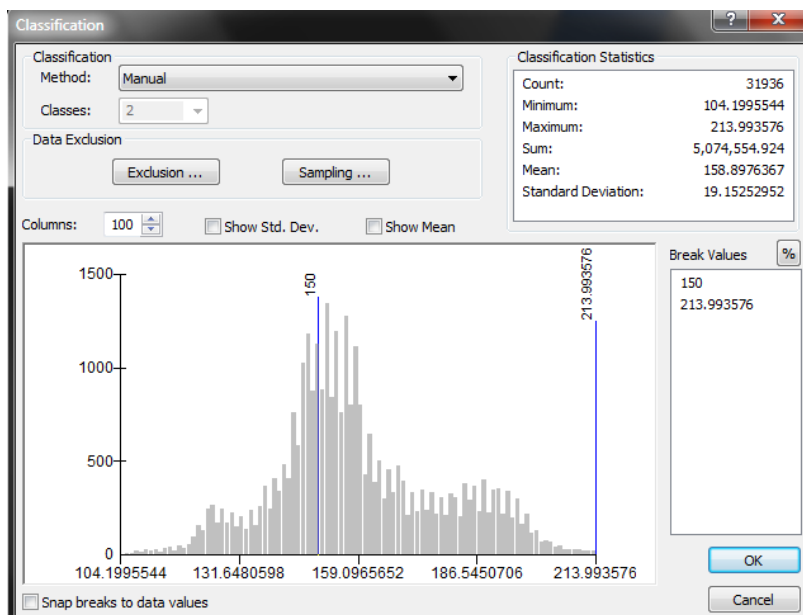 Classification
Classification
Method: Manual
Classes: 2
Data Exclusion
Exclusion ...
Sampling ...
Classification Statistics
Count: 31936
Minimum: 104.1995544
Maximum: 213.993576
Sum: 5,074,554.924
Mean: 158.8976367
Standard Deviation: 19.15252952
Columns: 100
Show Std. Dev.
Show Mean
1500
1000
500
0
150
213.993576
104.1995544 131.6480598 159.0965652 186.5450706 213.993576
Break Values %
150
213.993576
Snap breaks to data values
OK
Cancel